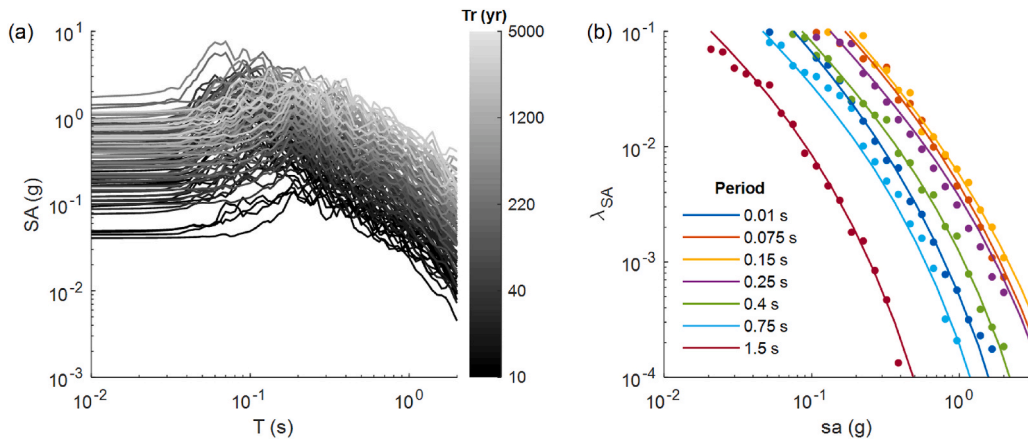 (a)
SA (g)
10^1
10^0
10^-1
10^-2
10^-3
10^-2
10^-1
10^0
T (s)
Tr (yr)
5000
1200
220
40
10
(b)
λ_SA
10^-1
10^-2
10^-3
10^-4
Period
0.01 s
0.075 s
0.15 s
0.25 s
0.4 s
0.75 s
1.5 s
10^-2
10^-1
10^0
sa (g)